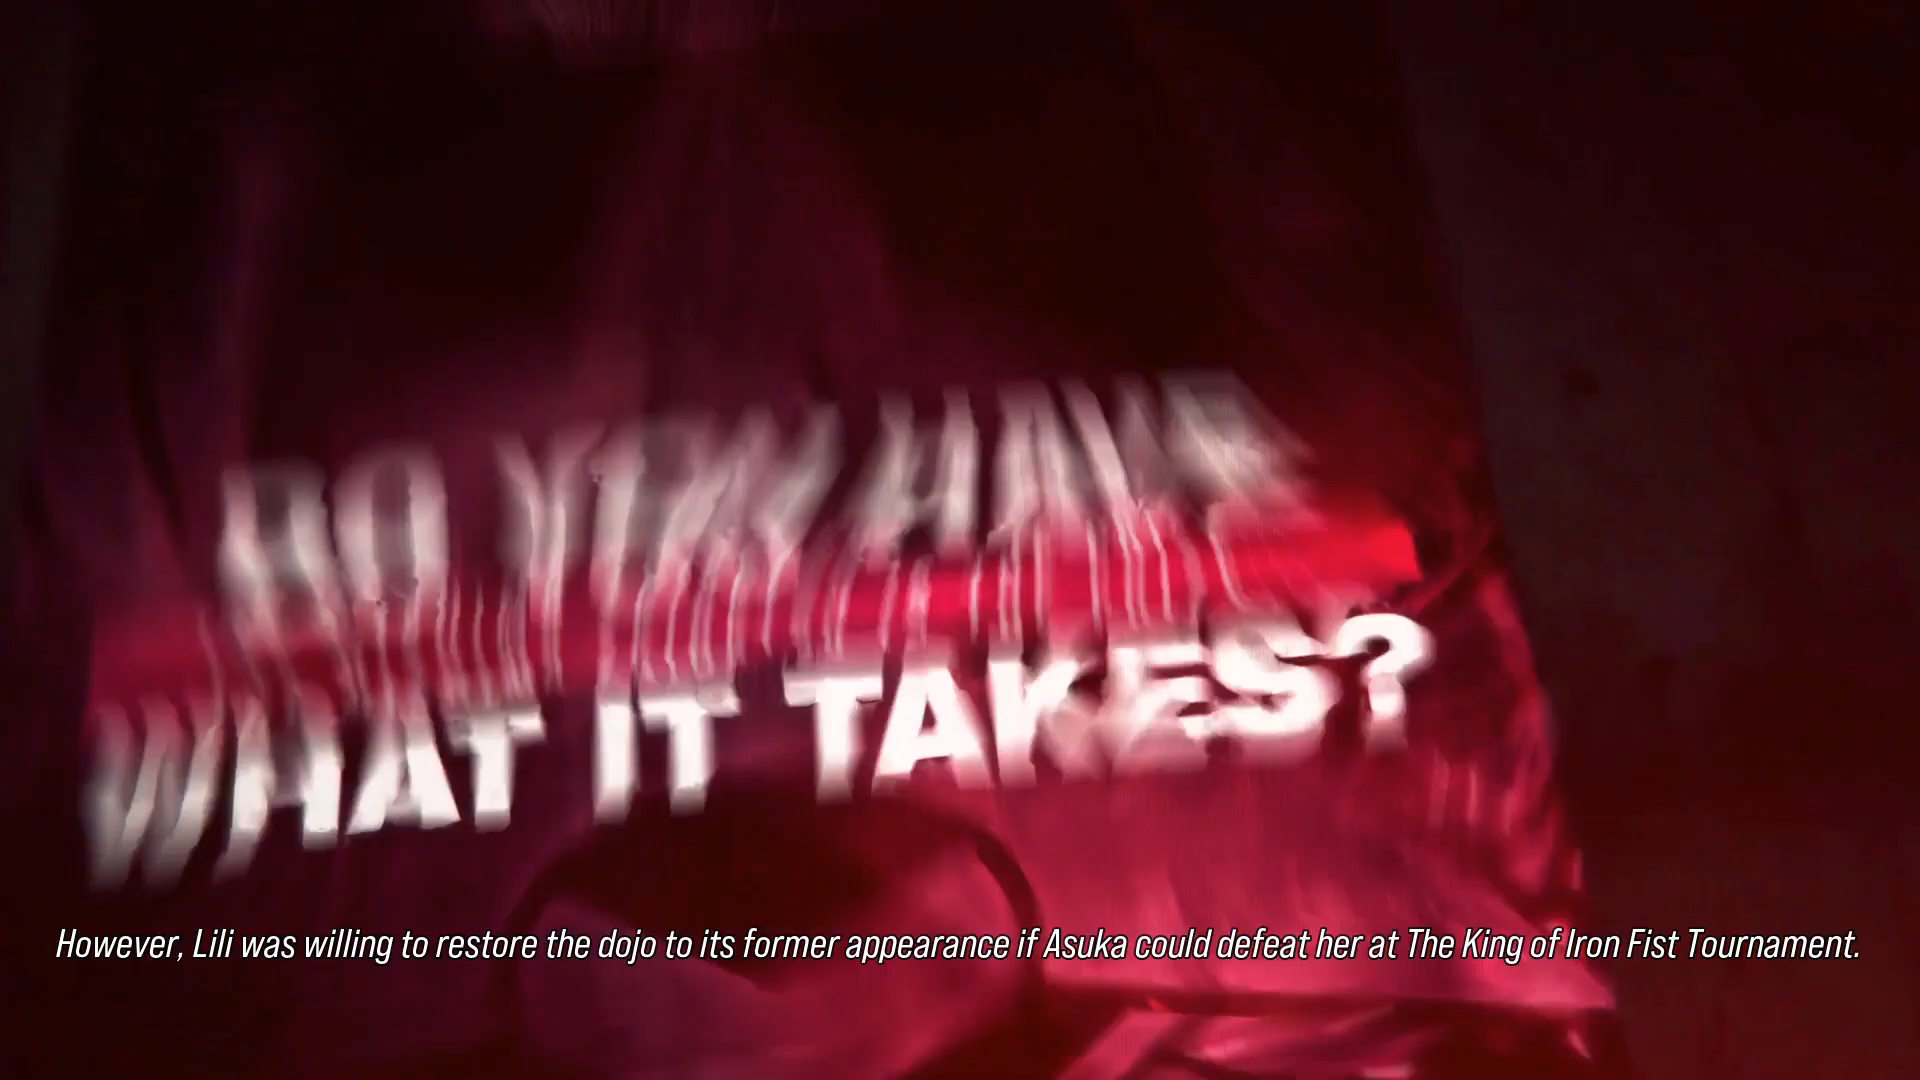 DO YOU HAVE
WHAT IT TAKES?
However, Lili was willing to restore the dojo to its former appearance if Asuka could defeat her at The King of Iron Fist Tournament.